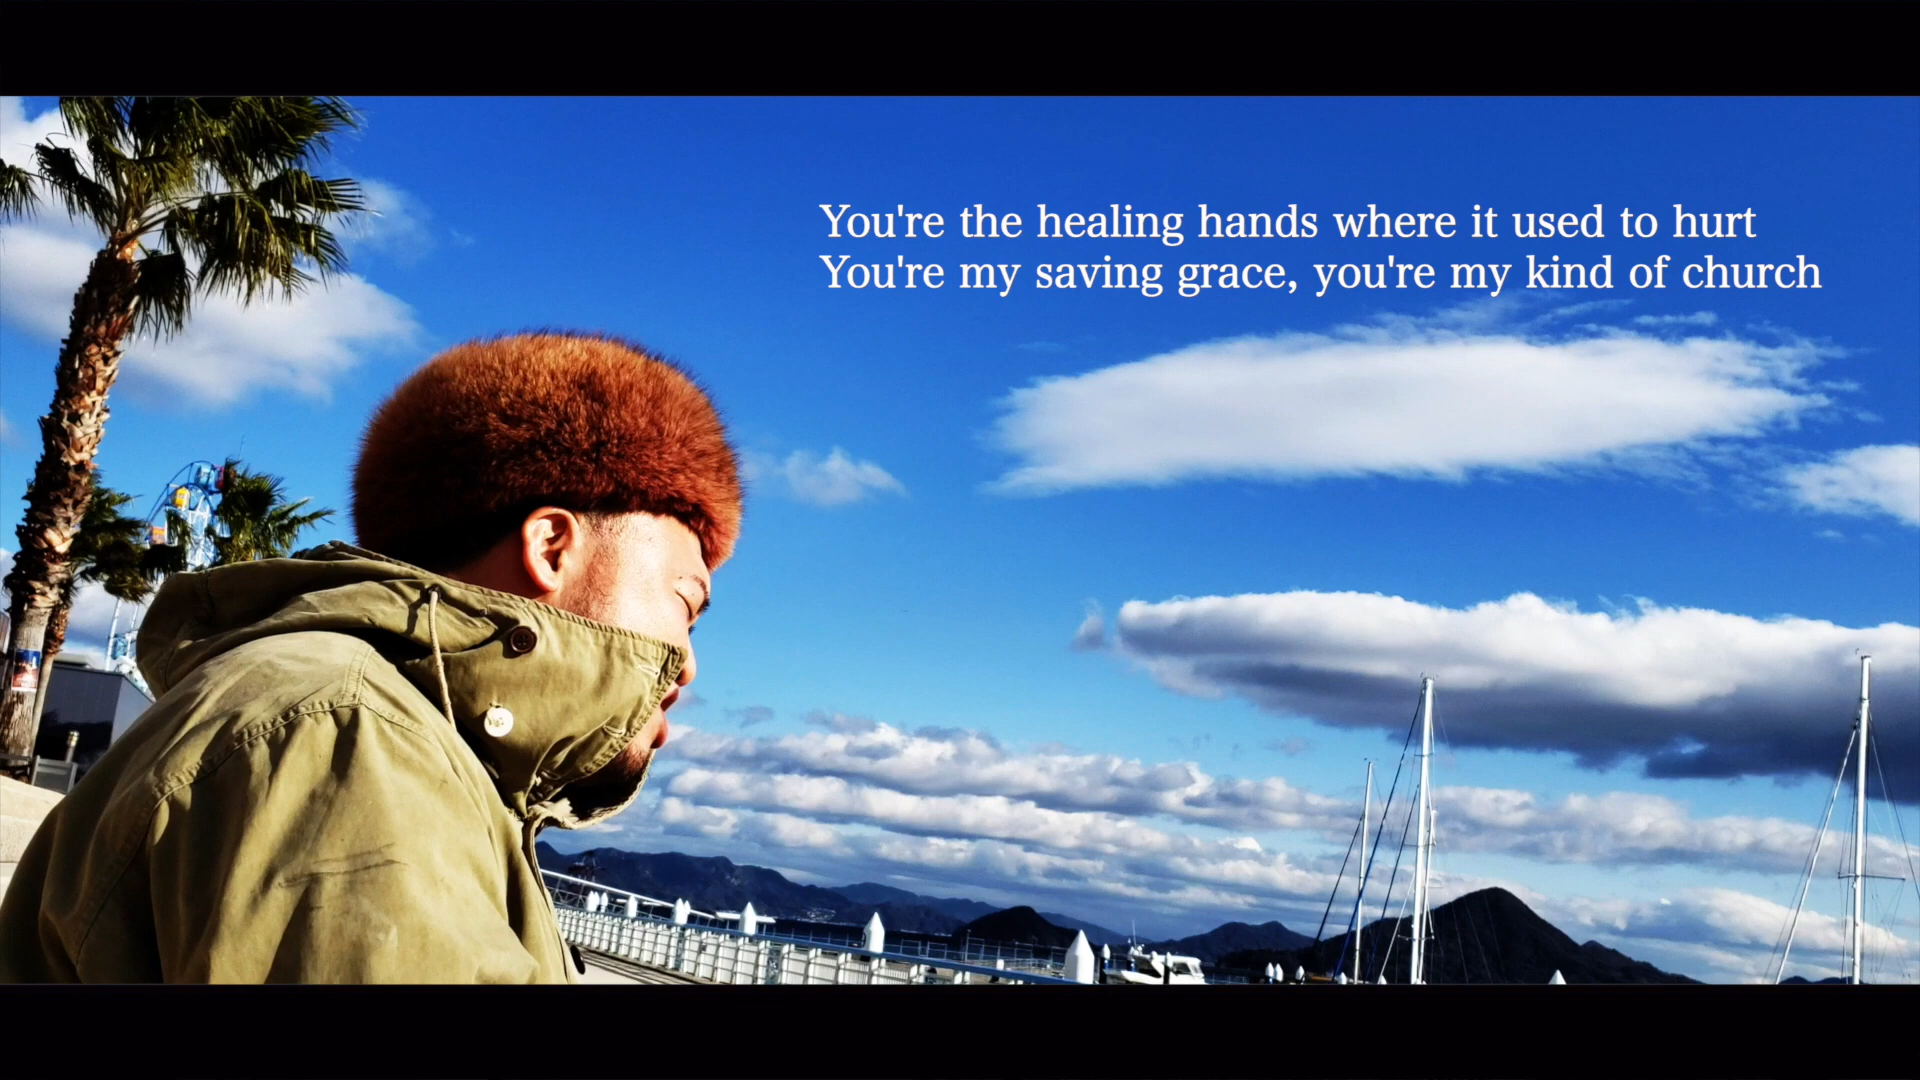 You're the healing hands where it used to hurt
You're my saving grace, you're my kind of church